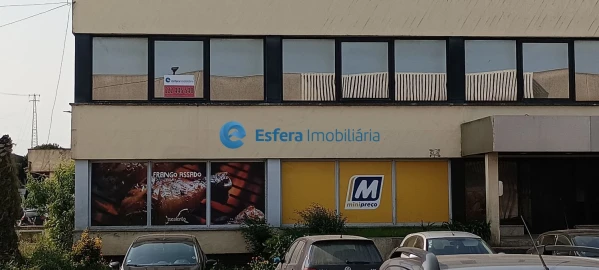 Esfera Imobiliária
FRANGO ASSADO
M
minipreço